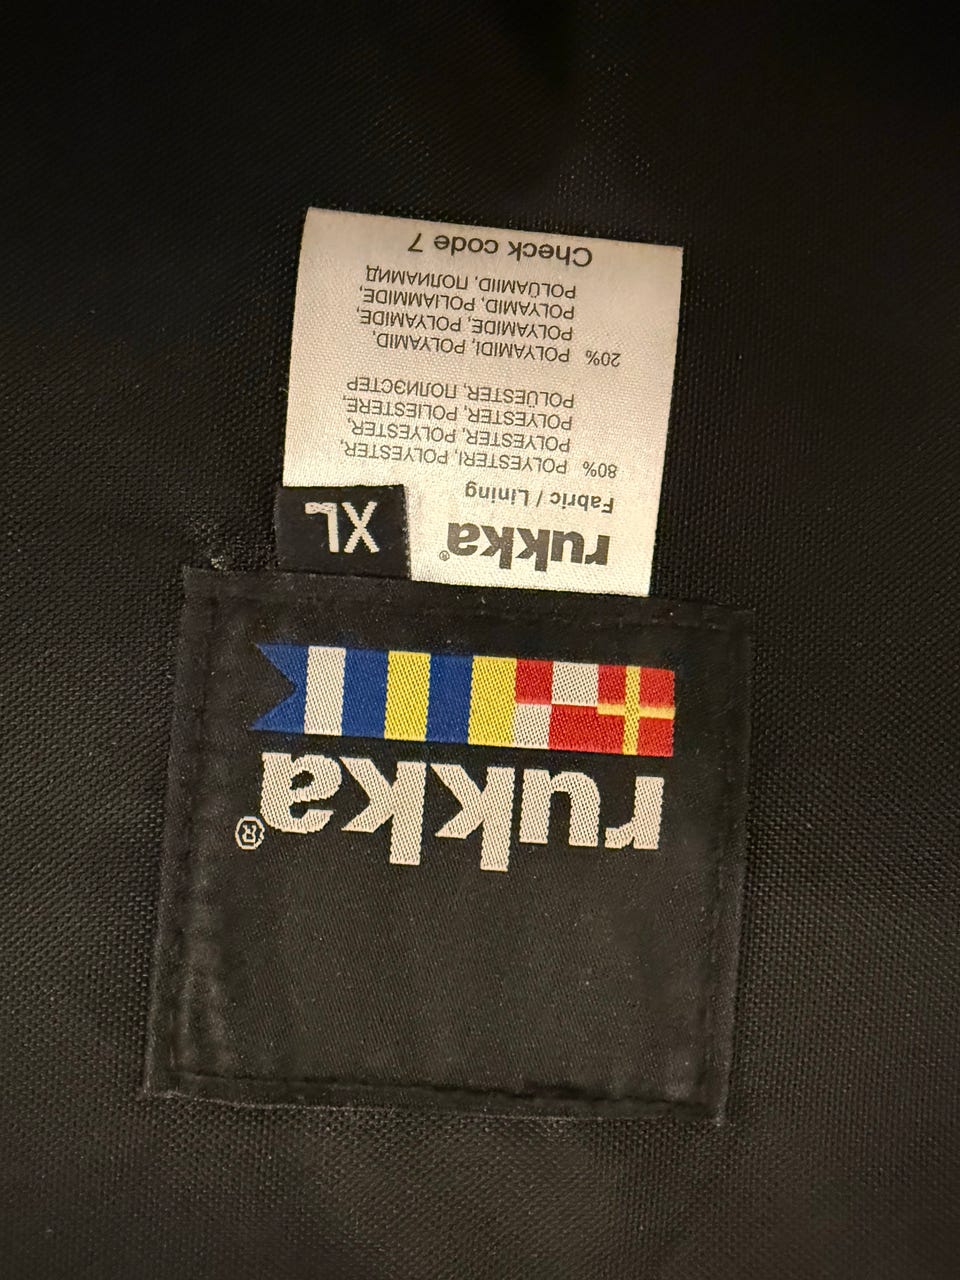 rukka®
XL
rukka®
Fabric / Lining
80% POLYESTERI, POLYESTER,
POLYESTER, POLYESTER,
POLYESTER, POLIESTERE,
POLÜESTER, ПОЛИЭСТЕР
20% POLYAMIDI, POLYAMID,
POLYAMIDE, POLYAMIDE,
POLYAMID, POLIAMMIDE,
POLÜAMIID, ПОЛИАМИД
Check code 7